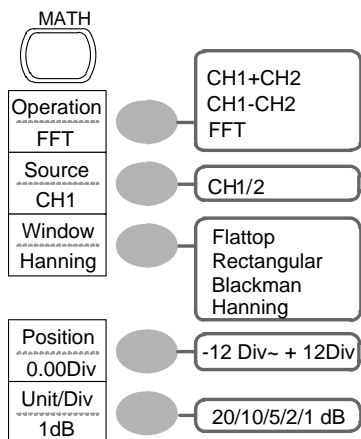 MATH
Operation
FFT
CH1+CH2
CH1-CH2
FFT
Source
CH1
CH1/2
Window
Hanning
Flattop
Rectangular
Blackman
Hanning
Position
0.00Div
-12 Div~ + 12Div
Unit/Div
1dB
20/10/5/2/1 dB